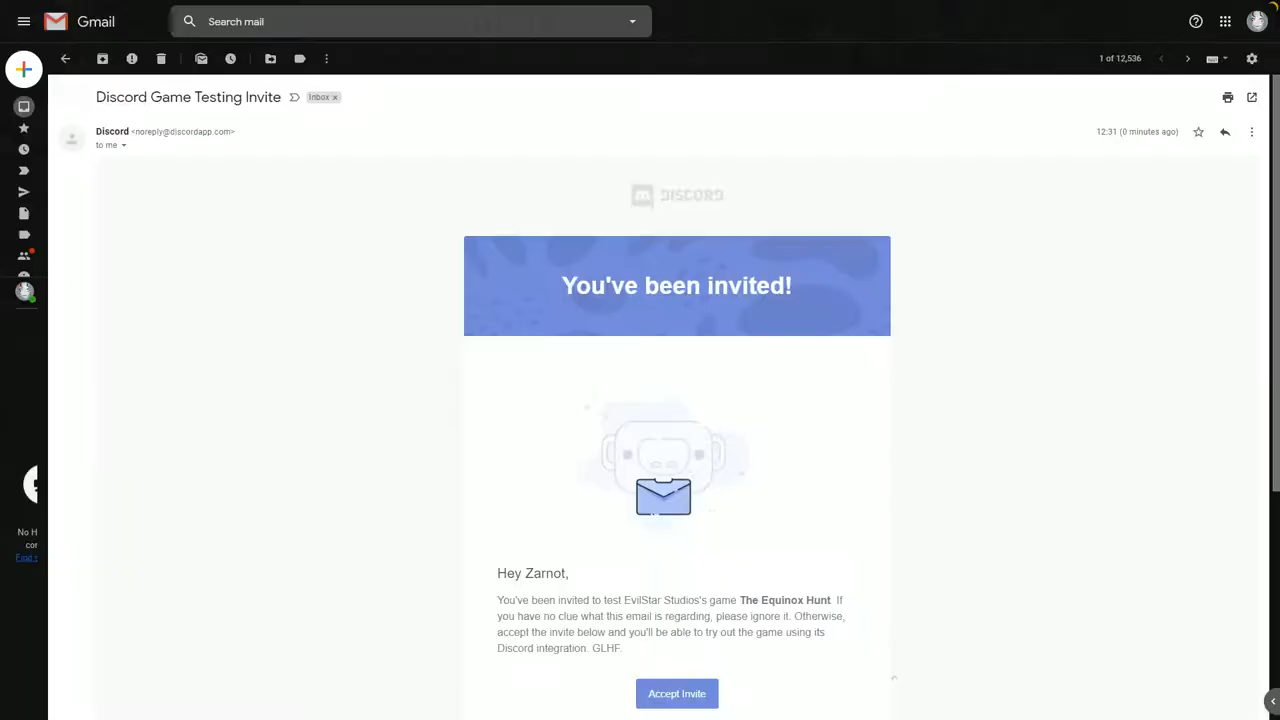 Gmail
Search mail
1 of 12,536
Discord Game Testing Invite
Inbox ×
Discord <noreply@discordapp.com>
12:31 (0 minutes ago)
to me
DISCORD
You've been invited!
Hey Zarnot,
You've been invited to test EvilStar Studios's game The Equinox Hunt. If
you have no clue what this email is regarding, please ignore it. Otherwise,
accept the invite below and you'll be able to try out the game using its
Discord integration. GLHF.
Accept Invite
No H
cor
Find